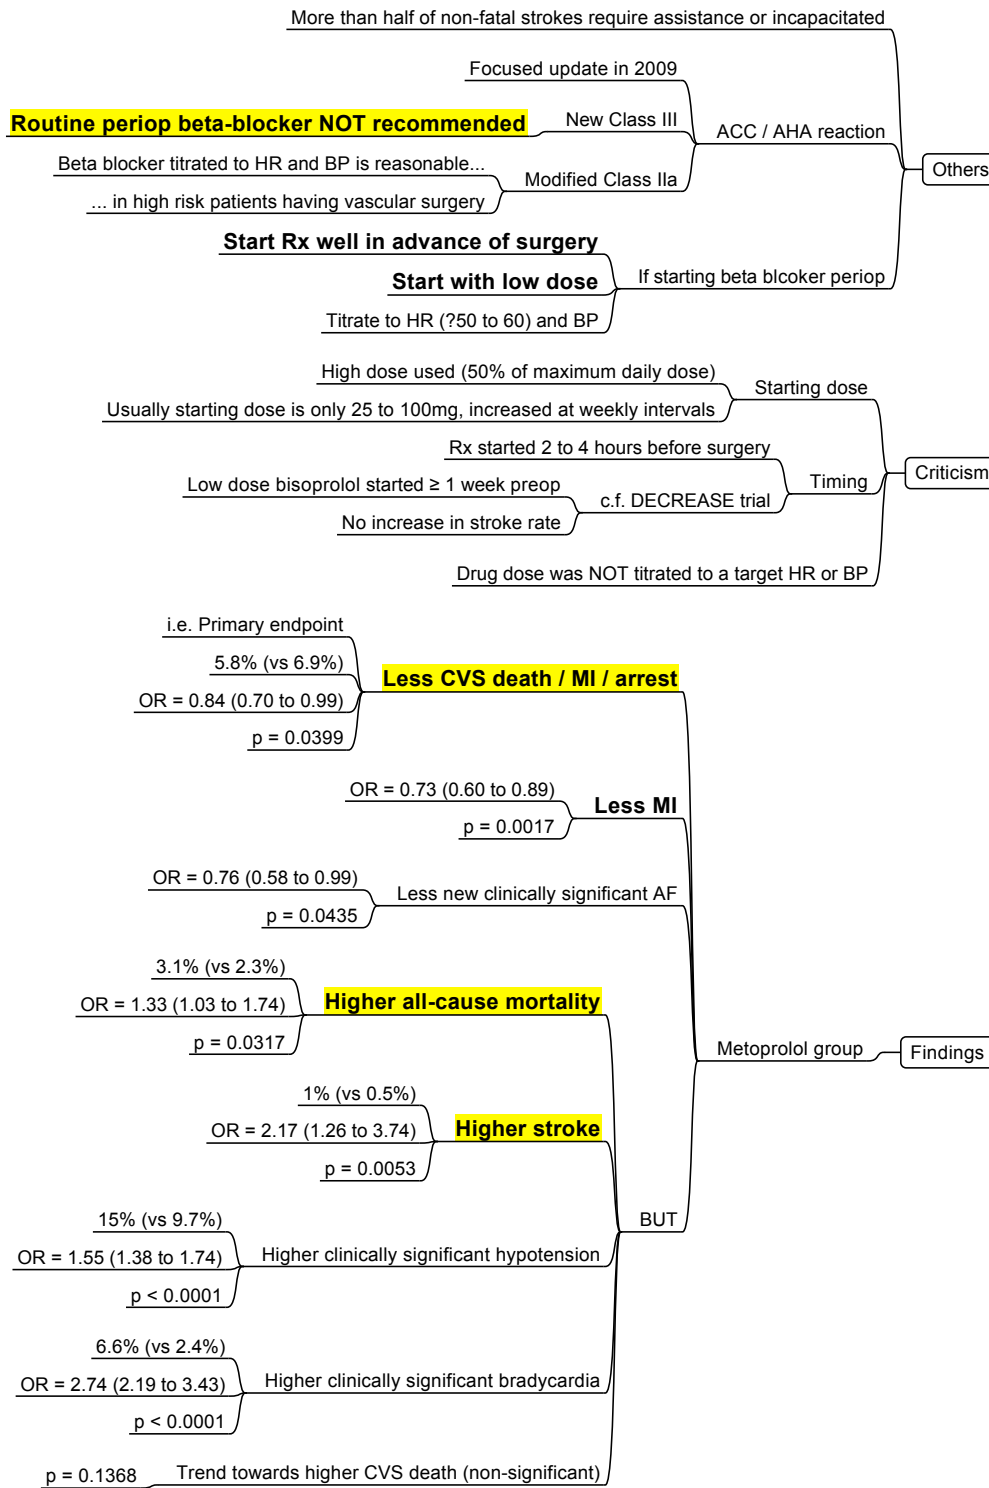 More than half of non-fatal strokes require assistance or incapacitated
Focused update in 2009
Routine periop beta-blocker NOT recommended
New Class III
ACC / AHA reaction
Beta blocker titrated to HR and BP is reasonable...
Modified Class IIa
... in high risk patients having vascular surgery
Others
Start Rx well in advance of surgery
Start with low dose
If starting beta blcoker periop
Titrate to HR (?50 to 60) and BP
High dose used (50% of maximum daily dose)
Starting dose
Usually starting dose is only 25 to 100mg, increased at weekly intervals
Rx started 2 to 4 hours before surgery
Timing
Low dose bisoprolol started ≥ 1 week preop
c.f. DECREASE trial
No increase in stroke rate
Criticism
Drug dose was NOT titrated to a target HR or BP
i.e. Primary endpoint
5.8% (vs 6.9%)
Less CVS death / MI / arrest
OR = 0.84 (0.70 to 0.99)
p = 0.0399
OR = 0.73 (0.60 to 0.89)
Less MI
p = 0.0017
OR = 0.76 (0.58 to 0.99)
Less new clinically significant AF
p = 0.0435
3.1% (vs 2.3%)
Higher all-cause mortality
OR = 1.33 (1.03 to 1.74)
p = 0.0317
Metoprolol group
Findings
1% (vs 0.5%)
Higher stroke
OR = 2.17 (1.26 to 3.74)
p = 0.0053
BUT
15% (vs 9.7%)
Higher clinically significant hypotension
OR = 1.55 (1.38 to 1.74)
p < 0.0001
6.6% (vs 2.4%)
Higher clinically significant bradycardia
OR = 2.74 (2.19 to 3.43)
p < 0.0001
p = 0.1368
Trend towards higher CVS death (non-significant)